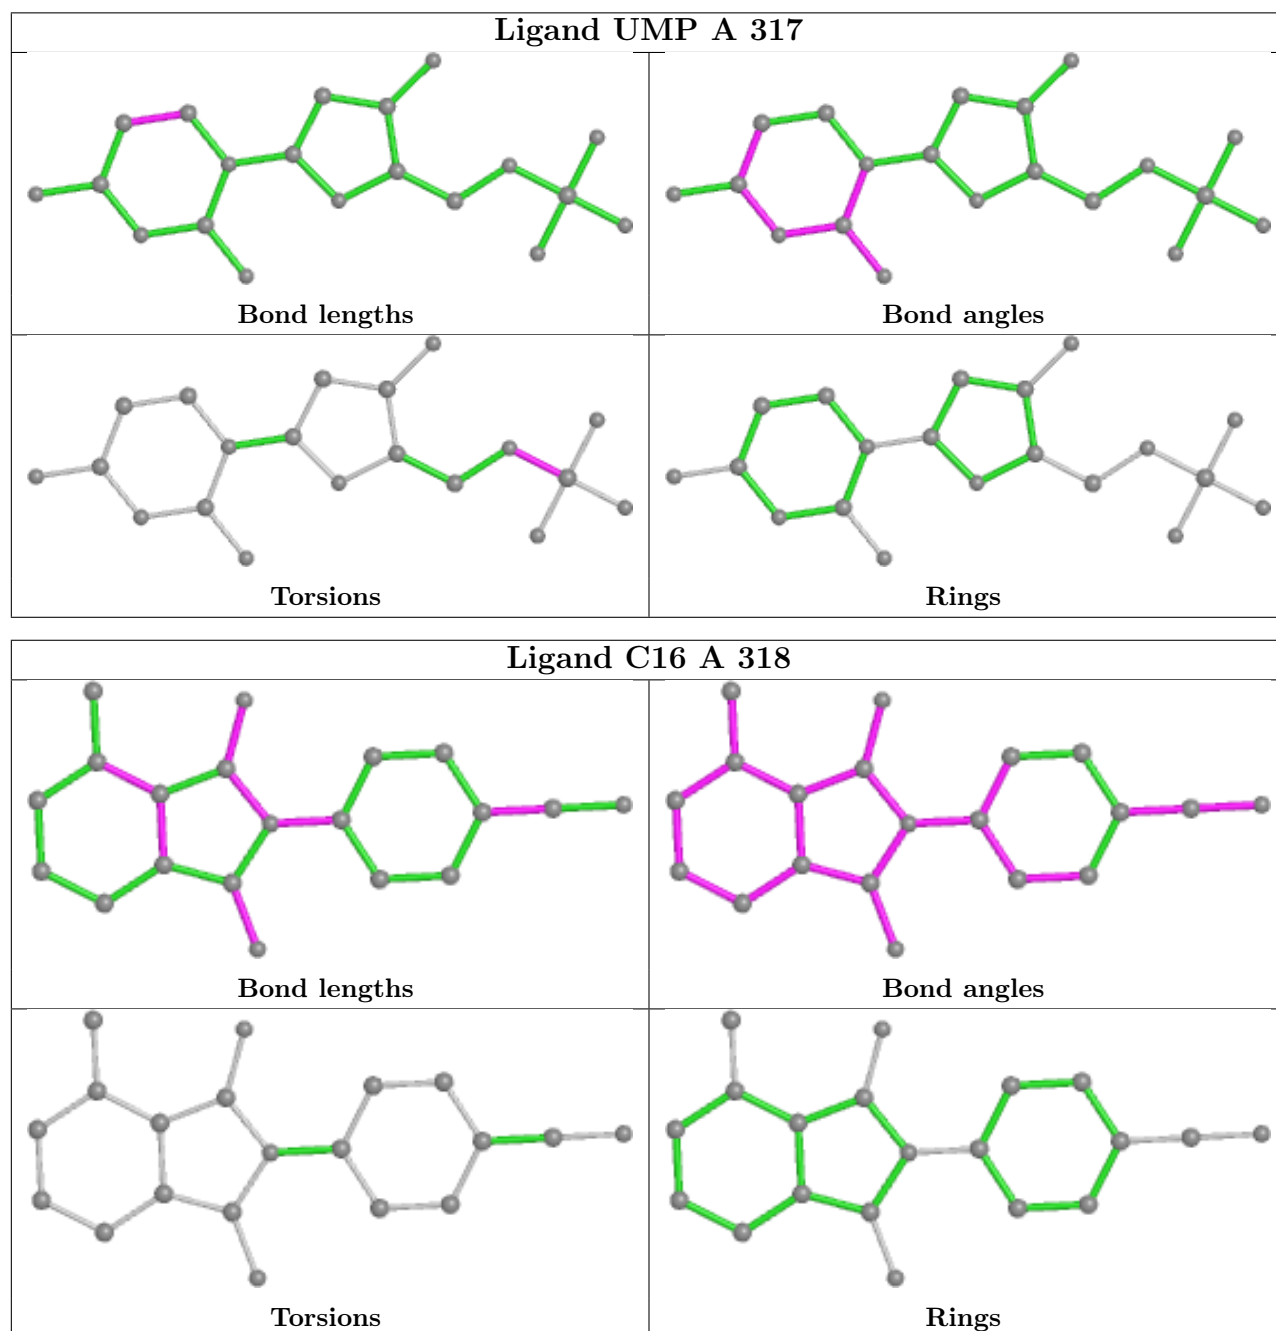 Ligand UMP A 317
Bond lengths
Bond angles
Torsions
Rings
Ligand C16 A 318
Bond lengths
Bond angles
Torsions
Rings